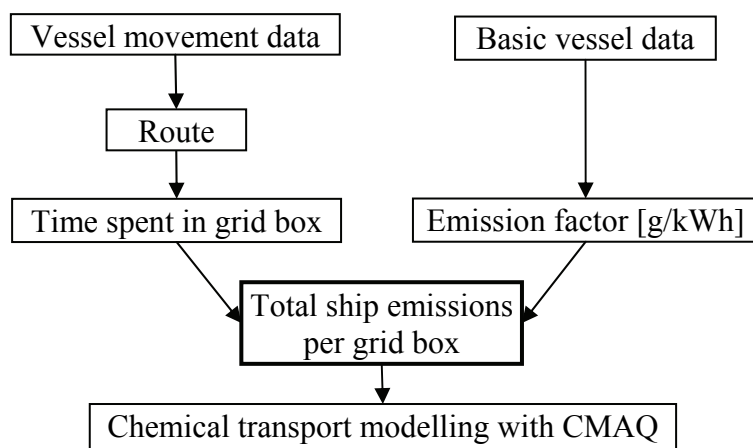 Vessel movement data
Basic vessel data
Route
Time spent in grid box
Emission factor [g/kWh]
Total ship emissions
per grid box
Chemical transport modelling with CMAQ